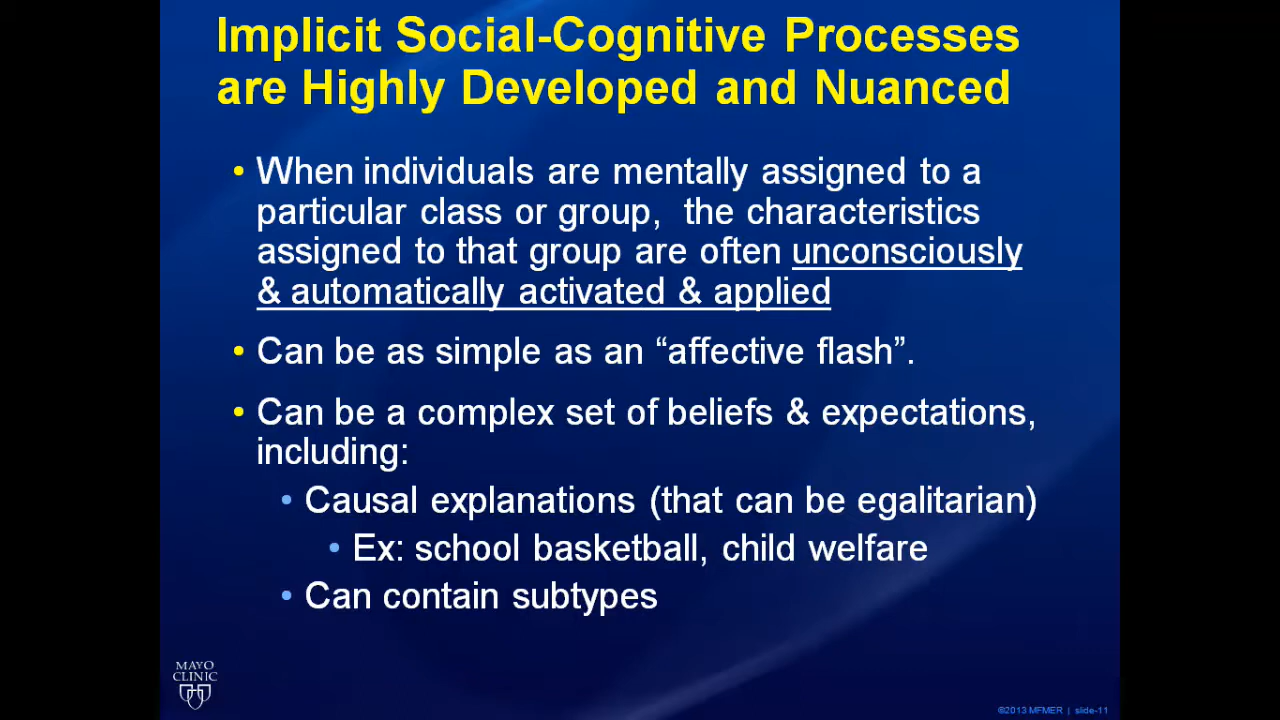 Implicit Social-Cognitive Processes
are Highly Developed and Nuanced
• When individuals are mentally assigned to a
particular class or group, the characteristics
assigned to that group are often unconsciously
& automatically activated & applied
• Can be as simple as an “affective flash”.
• Can be a complex set of beliefs & expectations,
including:
• Causal explanations (that can be egalitarian)
• Ex: school basketball, child welfare
• Can contain subtypes
MAYO
CLINIC
©2013 MFMER | slide-11